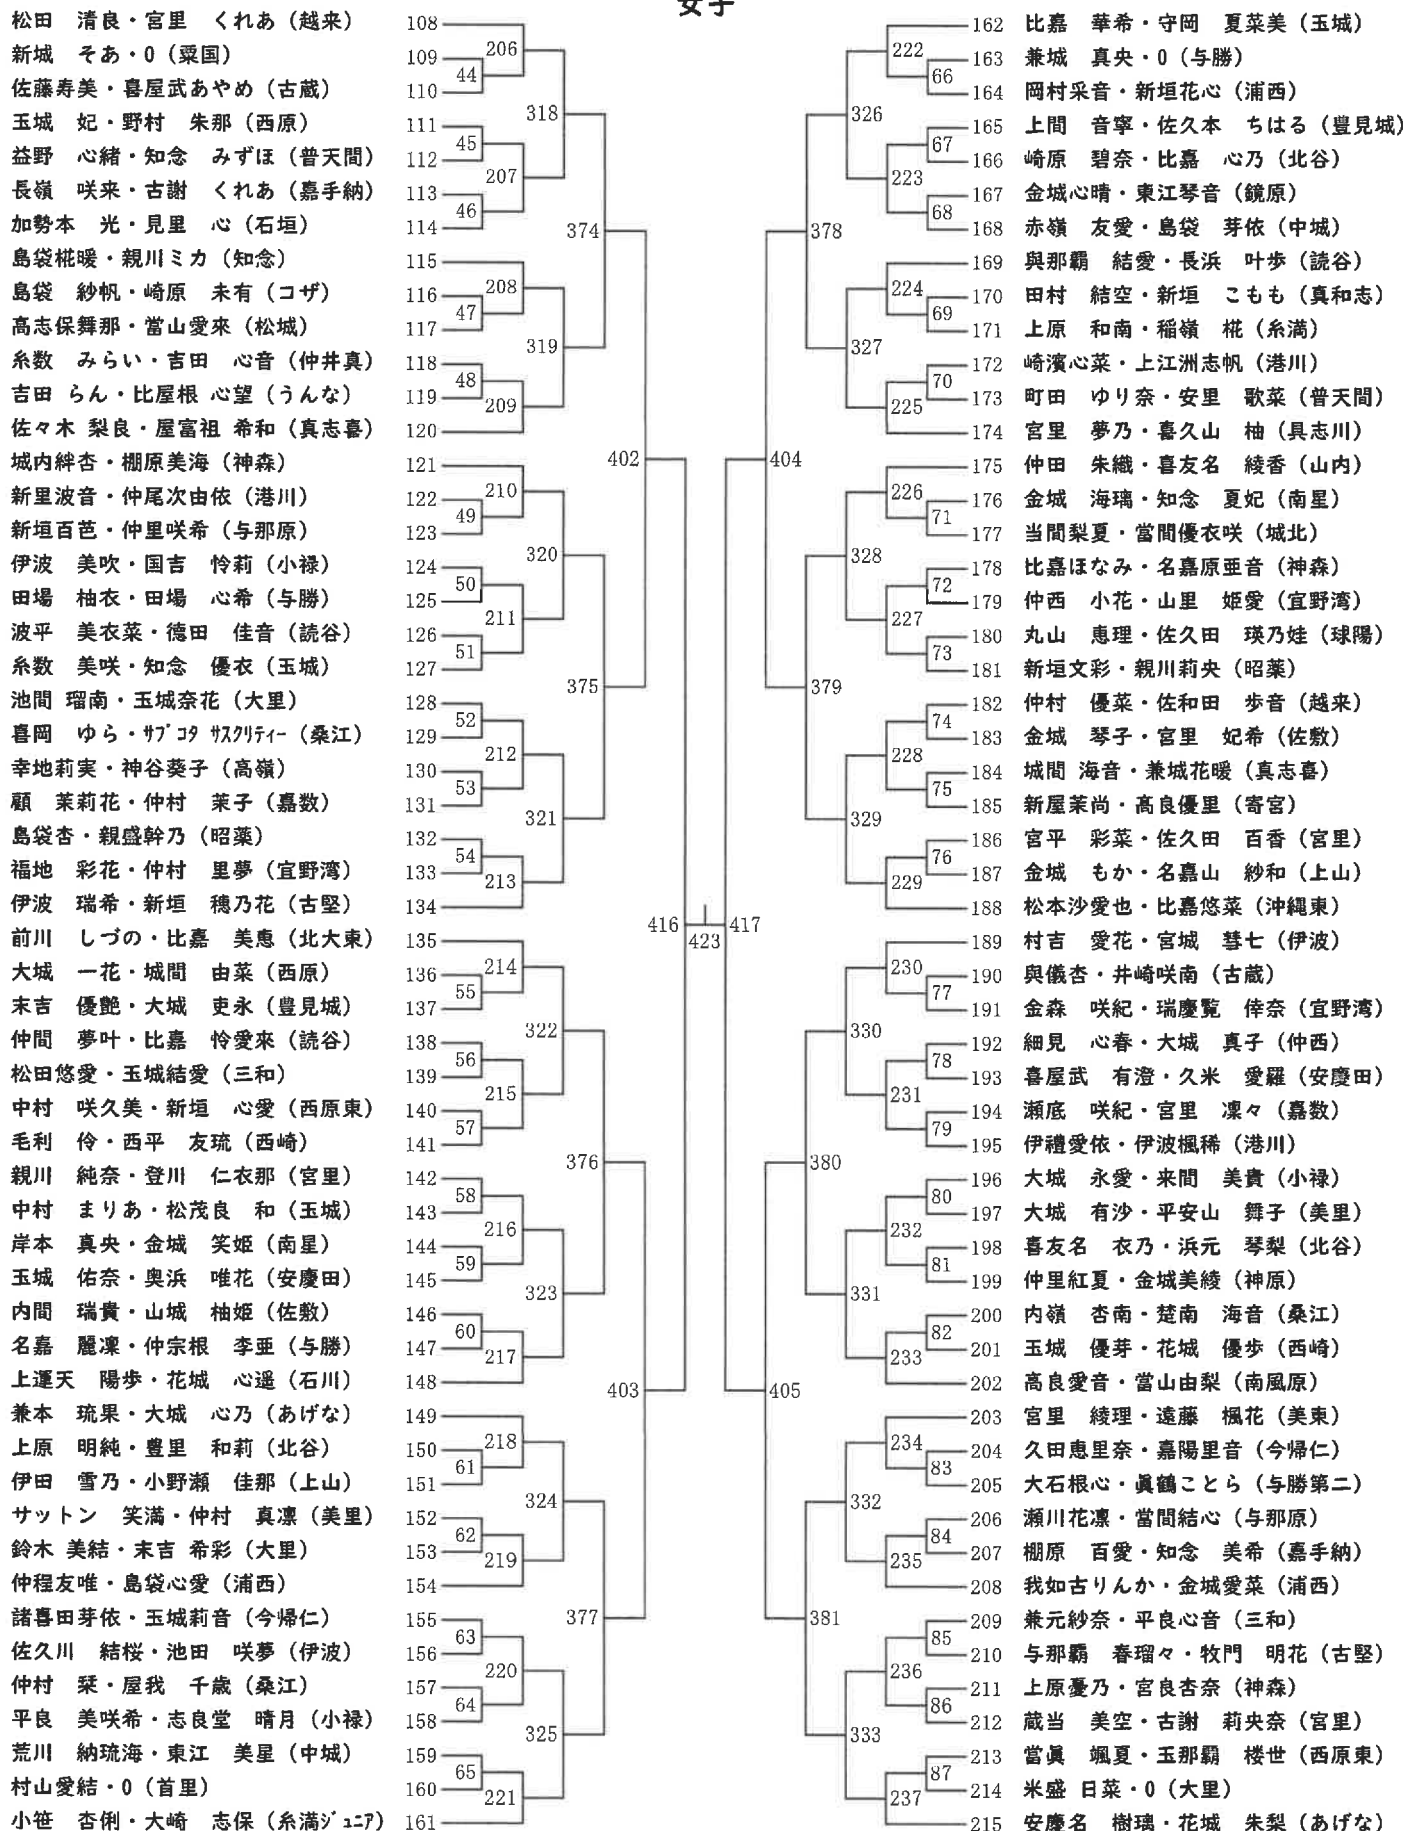 女子
松田　清良・宮里　くれあ（越来） 108
新城　そあ・0（粟国） 109
佐藤寿美・喜屋武あやめ（古蔵） 110
玉城　妃・野村　朱那（西原） 111
益野　心緒・知念　みずほ（普天間） 112
長嶺　咲来・古謝　くれあ（嘉手納） 113
加勢本　光・見里　心（石垣） 114
島袋椛暖・親川ミカ（知念） 115
島袋　紗帆・崎原　未有（コザ） 116
高志保舞那・當山愛來（松城） 117
糸数　みらい・吉田　心音（仲井真） 118
吉田 らん・比屋根 心望（うんな） 119
佐々木 梨良・屋富祖 希和（真志喜） 120
城内絆杏・棚原美海（神森） 121
新里波音・仲尾次由依（港川） 122
新垣百芭・仲里咲希（与那原） 123
伊波　美吹・国吉　怜莉（小禄） 124
田場　柚衣・田場　心希（与勝） 125
波平　美衣菜・德田　佳音（読谷） 126
糸数　美咲・知念　優衣（玉城） 127
池間 瑠南・玉城奈花（大里） 128
喜岡　ゆら・ｻﾌﾞｺﾀ ｻｽｸﾘﾃｨｰ（桑江） 129
幸地莉実・神谷葵子（高嶺） 130
顧　茉莉花・仲村　茉子（嘉数） 131
島袋杏・親盛幹乃（昭薬） 132
福地　彩花・仲村　里夢（宜野湾） 133
伊波　瑞希・新垣　穂乃花（古堅） 134
前川　しづの・比嘉　美恵（北大東） 135
大城　一花・城間　由菜（西原） 136
末吉　優艶・大城　吏永（豊見城） 137
仲間　夢叶・比嘉　怜愛來（読谷） 138
松田悠愛・玉城結愛（三和） 139
中村　咲久美・新垣　心愛（西原東） 140
毛利　伶・西平　友琉（西崎） 141
親川　純奈・登川　仁衣那（宮里） 142
中村　まりあ・松茂良　和（玉城） 143
岸本　真央・金城　笑姫（南星） 144
玉城　佑奈・奥浜　唯花（安慶田） 145
内間　瑞貴・山城　柚姫（佐敷） 146
名嘉　麗凜・仲宗根　李亜（与勝） 147
上運天　陽歩・花城　心遥（石川） 148
兼本　琉果・大城　心乃（あげな） 149
上原　明純・豊里　和莉（北谷） 150
伊田　雪乃・小野瀬　佳那（上山） 151
サットン　笑満・仲村　真凛（美里） 152
鈴木 美結・末吉 希彩（大里） 153
仲程友唯・島袋心愛（浦西） 154
諸喜田芽依・玉城莉音（今帰仁） 155
佐久川　結桜・池田　咲夢（伊波） 156
仲村　栞・屋我　千歳（桑江） 157
平良　美咲希・志良堂　晴月（小禄） 158
荒川　納琉海・東江　美星（中城） 159
村山愛結・0（首里） 160
小笹　杏俐・大崎　志保（糸満ｼﾞｭﾆｱ） 161
44
45
46
47
48
49
50
51
52
53
54
55
56
57
58
59
60
61
62
63
64
65
206
207
208
209
210
211
212
213
214
215
216
217
218
219
220
221
318
319
320
321
322
323
324
325
374
375
376
377
402
403
416
423
417
404
405
378
379
380
381
326
327
328
329
330
331
332
333
222
223
224
225
226
227
228
229
230
231
232
233
234
235
236
237
66
67
68
69
70
71
72
73
74
75
76
77
78
79
80
81
82
83
84
85
86
87
162 比嘉　華希・守岡　夏菜美（玉城）
163 兼城　真央・0（与勝）
164 岡村采音・新垣花心（浦西）
165 上間　音寧・佐久本　ちはる（豊見城）
166 崎原　碧奈・比嘉　心乃（北谷）
167 金城心晴・東江琴音（鏡原）
168 赤嶺　友愛・島袋　芽依（中城）
169 與那覇　結愛・長浜　叶歩（読谷）
170 田村　結空・新垣　こもも（真和志）
171 上原　和南・稲嶺　椛（糸満）
172 崎濱心菜・上江洲志帆（港川）
173 町田　ゆり奈・安里　歌菜（普天間）
174 宮里　夢乃・喜久山　柚（具志川）
175 仲田　朱織・喜友名　綾香（山内）
176 金城　海璃・知念　夏妃（南星）
177 当間梨夏・當間優衣咲（城北）
178 比嘉ほなみ・名嘉原亜音（神森）
179 仲西　小花・山里　姫愛（宜野湾）
180 丸山　恵理・佐久田　瑛乃娃（球陽）
181 新垣文彩・親川莉央（昭薬）
182 仲村　優菜・佐和田　歩音（越来）
183 金城　琴子・宮里　妃希（佐敷）
184 城間 海音・兼城花暖（真志喜）
185 新屋茉尚・高良優里（寄宮）
186 宮平　彩菜・佐久田　百香（宮里）
187 金城　もか・名嘉山　紗和（上山）
188 松本沙愛也・比嘉悠菜（沖縄東）
189 村吉　愛花・宮城　彗七（伊波）
190 與儀杏・井崎咲南（古蔵）
191 金森　咲紀・瑞慶覧　倖奈（宜野湾）
192 細見　心春・大城　真子（仲西）
193 喜屋武　有澄・久米　愛羅（安慶田）
194 瀬底　咲紀・宮里　凜々（嘉数）
195 伊禮愛依・伊波楓稀（港川）
196 大城　永愛・来間　美貴（小禄）
197 大城　有沙・平安山　舞子（美里）
198 喜友名　衣乃・浜元　琴梨（北谷）
199 仲里紅夏・金城美綾（神原）
200 内嶺　杏南・楚南　海音（桑江）
201 玉城　優芽・花城　優歩（西崎）
202 高良愛音・當山由梨（南風原）
203 宮里　綾理・遠藤　楓花（美東）
204 久田恵里奈・嘉陽里音（今帰仁）
205 大石根心・眞鶴ことら（与勝第二）
206 瀬川花凛・當間結心（与那原）
207 棚原　百愛・知念　美希（嘉手納）
208 我如古りんか・金城愛菜（浦西）
209 兼元紗奈・平良心音（三和）
210 与那覇　春瑠々・牧門　明花（古堅）
211 上原憂乃・宮良杏奈（神森）
212 蔵当　美空・古謝　莉央奈（宮里）
213 當眞　颯夏・玉那覇　楼世（西原東）
214 米盛 日菜・0（大里）
215 安慶名　樹璃・花城　朱梨（あげな）